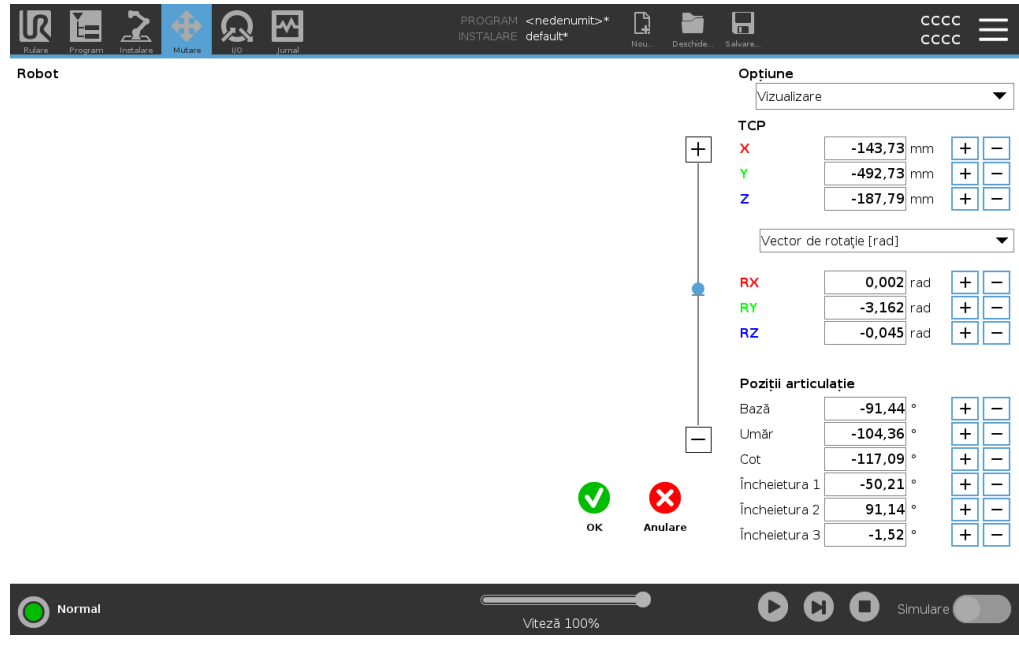 PROGRAM <nedenumit>*
INSTALARE default*
cccc
cccc
Rulare Program Instalare Mutare I/O Jurnal Nou... Deschide... Salvare...
Robot
Opțiune
Vizualizare
TCP
X -143,73 mm + −
Y -492,73 mm + −
Z -187,79 mm + −
Vector de rotație [rad]
RX 0,002 rad + −
RY -3,162 rad + −
RZ -0,045 rad + −
Poziții articulație
Bază -91,44 ° + −
Umăr -104,36 ° + −
Cot -117,09 ° + −
Încheietura 1 -50,21 ° + −
Încheietura 2 91,14 ° + −
Încheietura 3 -1,52 ° + −
OK Anulare
Normal
Viteză 100%
Simulare